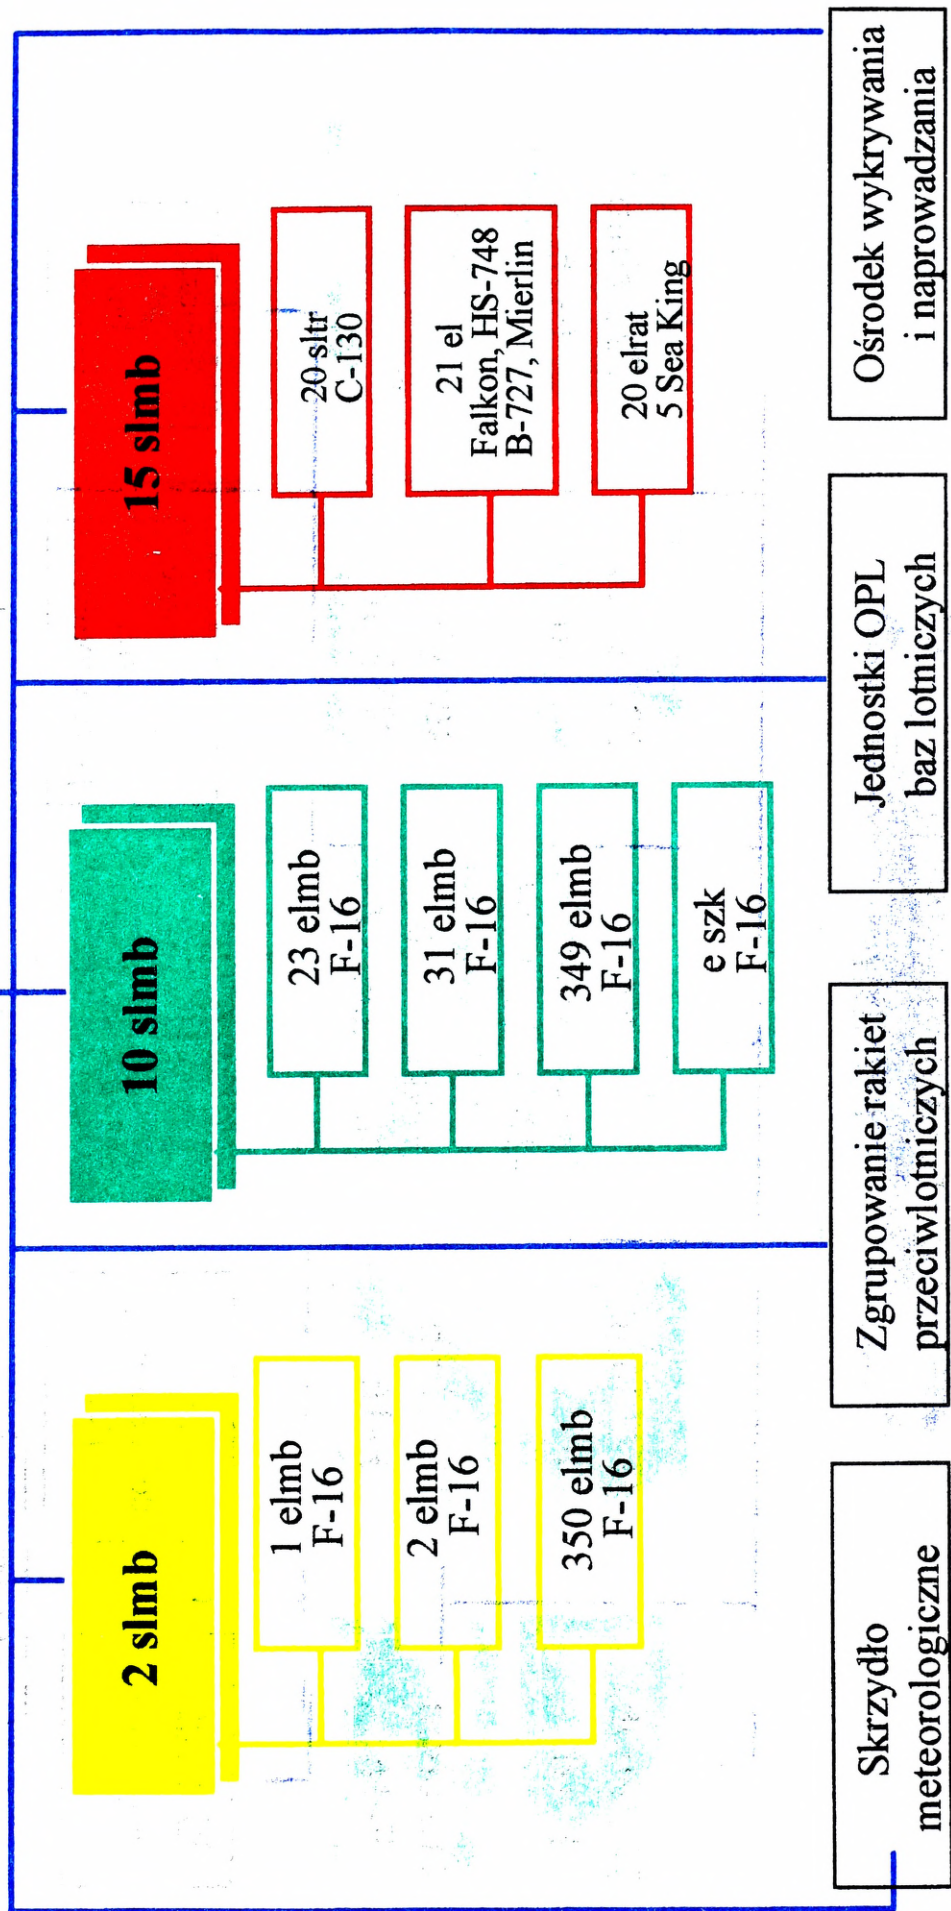 2 slmb
1 elmb
F-16
2 elmb
F-16
350 elmb
F-16
10 slmb
23 elmb
F-16
31 elmb
F-16
349 elmb
F-16
e szk
F-16
15 slmb
20 sltr
C-130
21 el
Falkon, HS-748
B-727, Mierlin
20 elrat
5 Sea King
Skrzydło
meteorologiczne
Zgrupowanie rakiet
przeciwlotniczych
Jednostki OPL
baz lotniczych
Ośrodek wykrywania
i naprowadzania